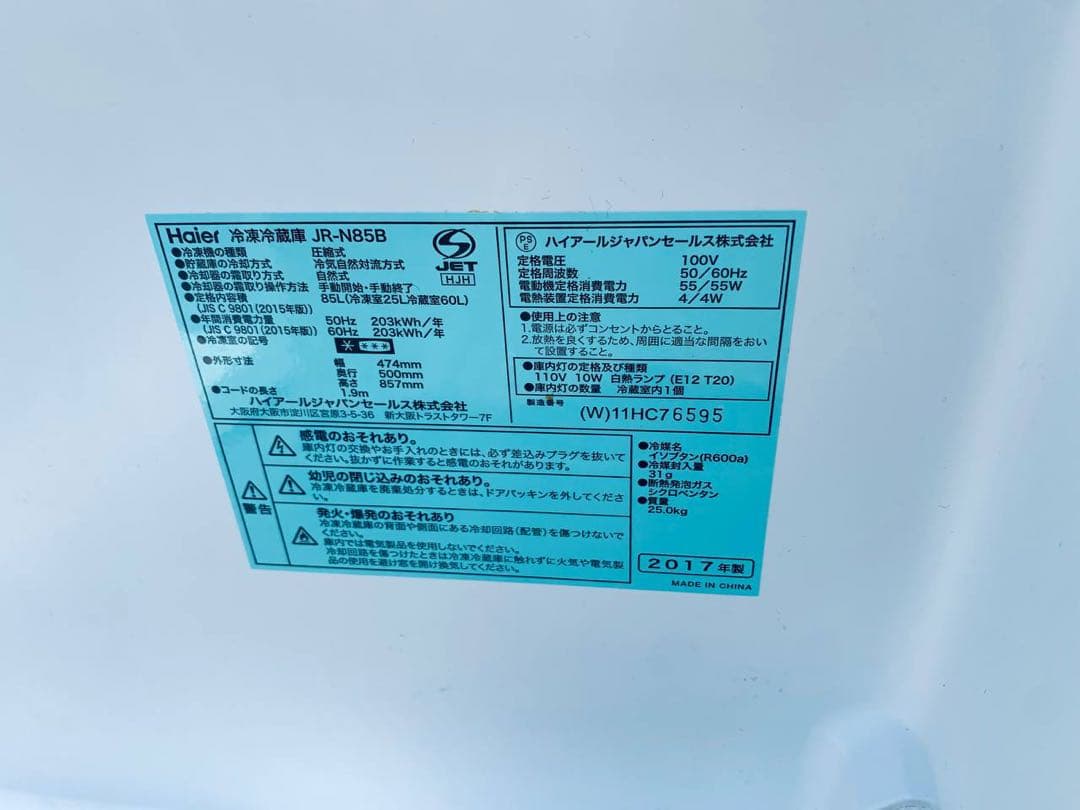 Haier 冷凍冷蔵庫 JR-N85B
●冷凍機の種類 圧縮式
●貯蔵庫の冷却方式 冷気自然対流方式
●冷却器の霜取り方式 自然式
●冷却器の霜取り操作方法 手動開始・手動終了
●定格内容積 85L(冷凍室25L冷蔵室60L)
(JIS C 9801(2015年版))
●年間消費電力量 50Hz 203kWh/年
(JIS C 9801(2015年版)) 60Hz 203kWh/年
●冷凍室の記号
●外形寸法 幅 474mm
奥行 500mm
高さ 857mm
●コードの長さ 1.9m
ハイアールジャパンセールス株式会社
大阪府大阪市淀川区宮原3-5-36 新大阪トラストタワー7F
S
JET
HJH
PS
E
ハイアールジャパンセールス株式会社
定格電圧 100V
定格周波数 50/60Hz
電動機定格消費電力 55/55W
電熱装置定格消費電力 4/4W
●使用上の注意
1.電源は必ずコンセントからとること。
2.放熱を良くするため、周囲に適当な間隔をおい
て設置すること。
●庫内灯の定格及び種類
110V 10W 白熱ランプ(E12 T20)
●庫内灯の数量 冷蔵室内1個
製造番号
(W)11HC76595
警告
感電のおそれあり。
庫内灯の交換やお手入れのときには、必ず差込みプラグを抜いて
ください。抜かずに作業すると感電のおそれがあります。
幼児の閉じ込みのおそれあり。
冷凍冷蔵庫を廃棄処分するときは、ドアパッキンを外してくださ
い。
発火・爆発のおそれあり
冷凍冷蔵庫の背面や側面にある冷却回路(配管)を傷つけないで
ください。
庫内では電気製品を使用しないでください。
冷却回路を傷つけたときは冷凍冷蔵庫に触れずに火気や電気製
品の使用を避け窓を開け換気してください。
●冷媒名
イソブタン(R600a)
●冷媒封入量
31g
●断熱発泡ガス
シクロペンタン
●質量
25.0kg
2017年製
MADE IN CHINA